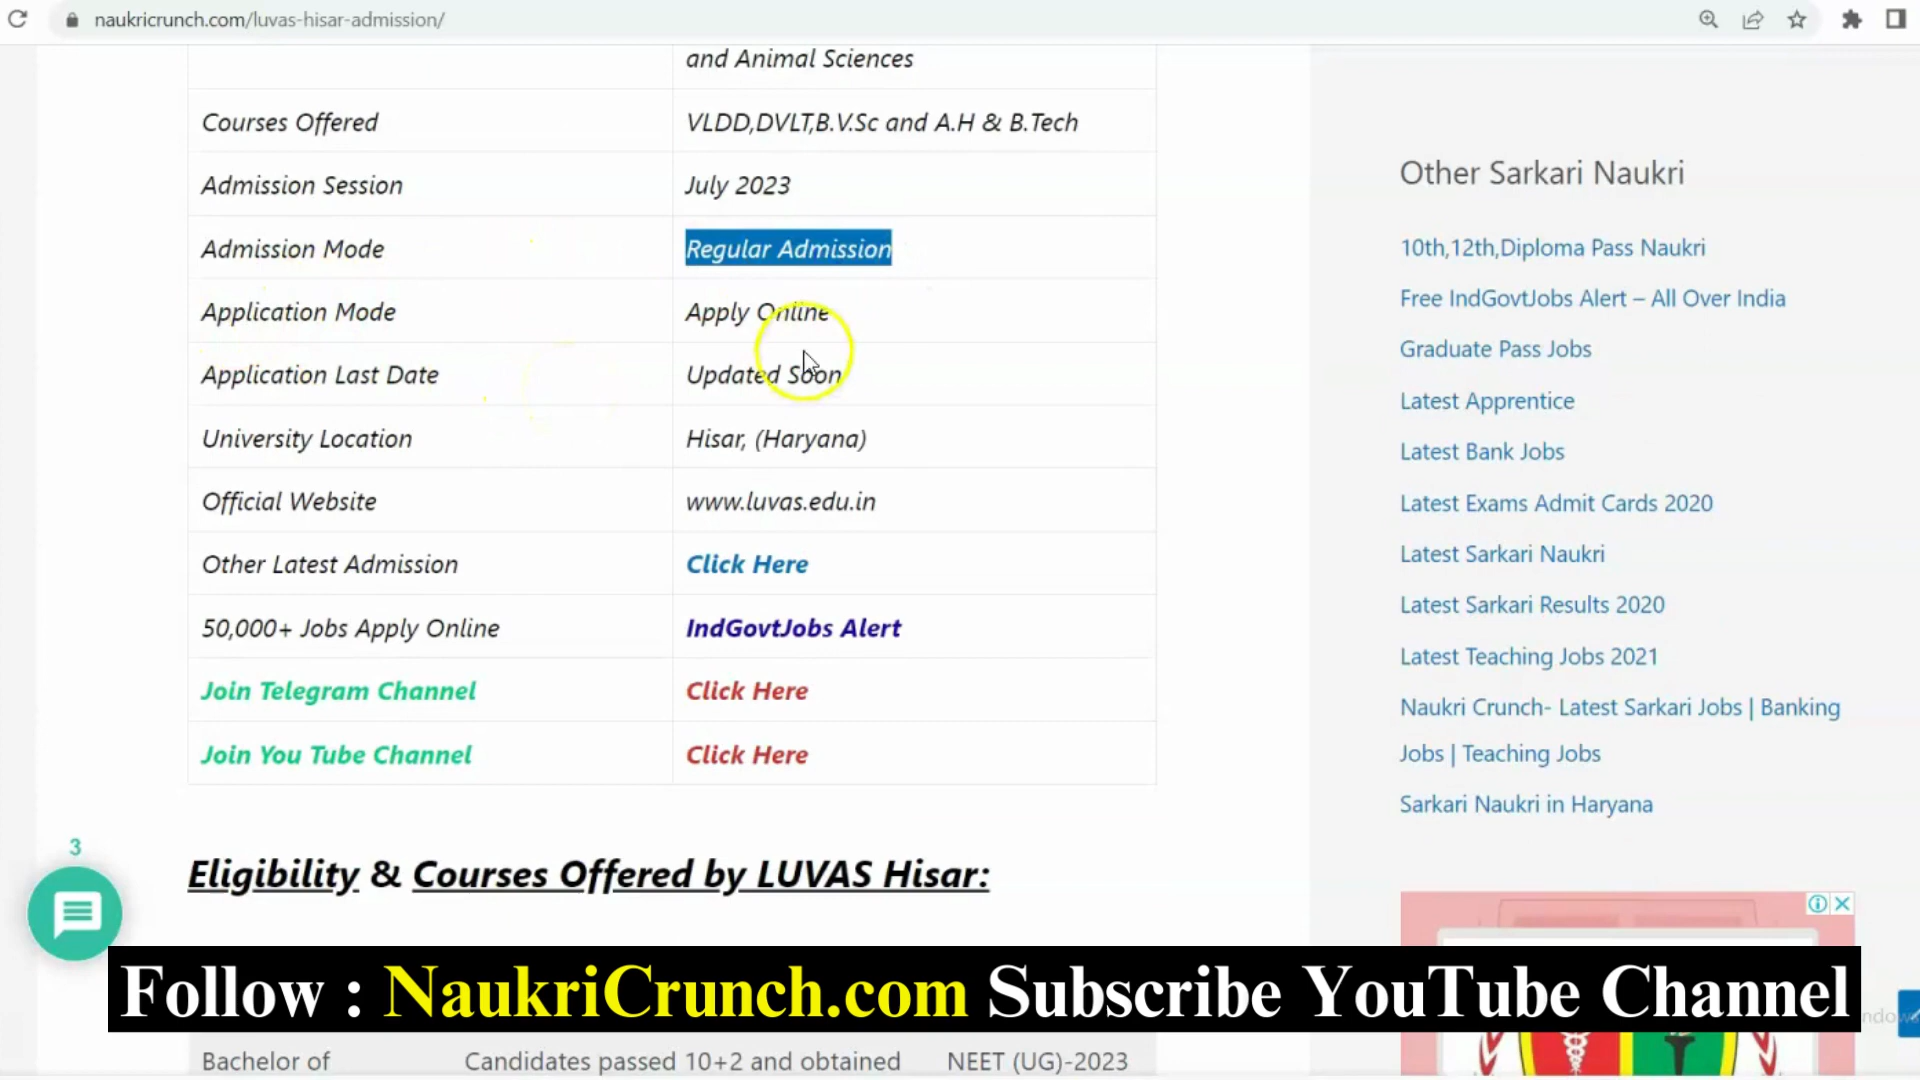 naukricrunch.com/luvas-hisar-admission/
and Animal Sciences
Courses Offered VLDD,DVLT,B.V.Sc and A.H & B.Tech
Admission Session July 2023
Admission Mode Regular Admission
Application Mode Apply Online
Application Last Date Updated Soon
University Location Hisar, (Haryana)
Official Website www.luvas.edu.in
Other Latest Admission Click Here
50,000+ Jobs Apply Online IndGovtJobs Alert
Join Telegram Channel Click Here
Join You Tube Channel Click Here
Eligibility & Courses Offered by LUVAS Hisar:
3
Bachelor of Candidates passed 10+2 and obtained NEET (UG)-2023
Other Sarkari Naukri
10th,12th,Diploma Pass Naukri
Free IndGovtJobs Alert – All Over India
Graduate Pass Jobs
Latest Apprentice
Latest Bank Jobs
Latest Exams Admit Cards 2020
Latest Sarkari Naukri
Latest Sarkari Results 2020
Latest Teaching Jobs 2021
Naukri Crunch- Latest Sarkari Jobs | Banking
Jobs | Teaching Jobs
Sarkari Naukri in Haryana
Follow : NaukriCrunch.com Subscribe YouTube Channel